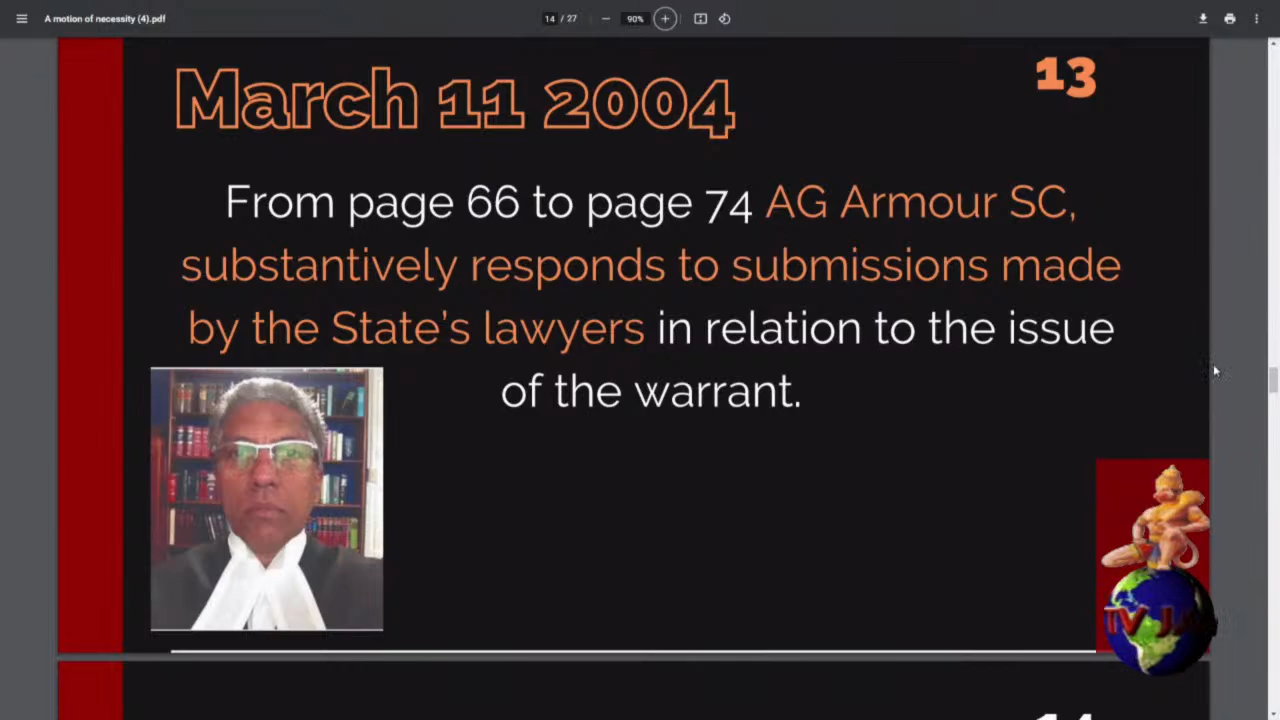 A motion of necessity (4).pdf
14 / 27
90%
March 11 2004
13
From page 66 to page 74 AG Armour SC,
substantively responds to submissions made
by the State's lawyers in relation to the issue
of the warrant.
TV J
14